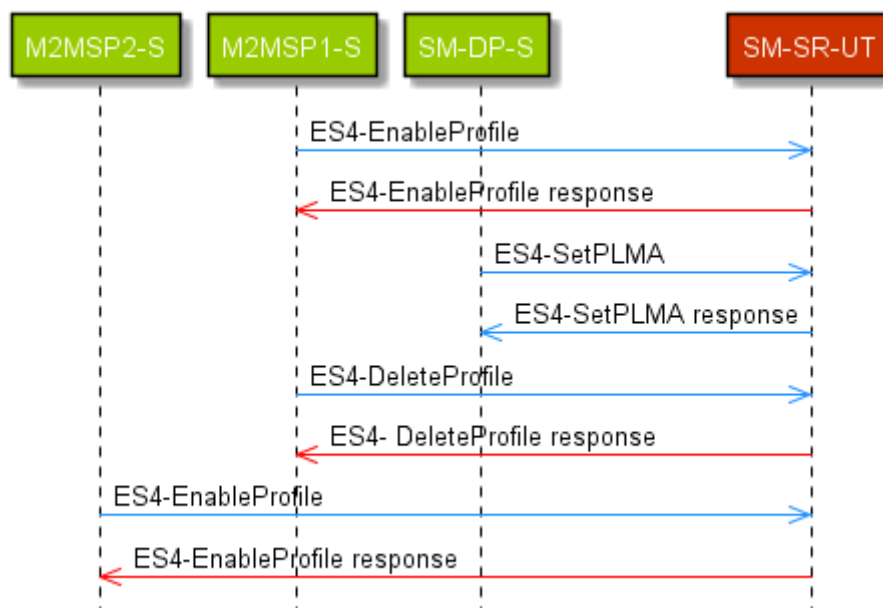 M2MSP2-S
M2MSP1-S
SM-DP-S
SM-SR-UT
ES4-EnableProfile
ES4-EnableProfile response
ES4-SetPLMA
ES4-SetPLMA response
ES4-DeleteProfile
ES4- DeleteProfile response
ES4-EnableProfile
ES4-EnableProfile response